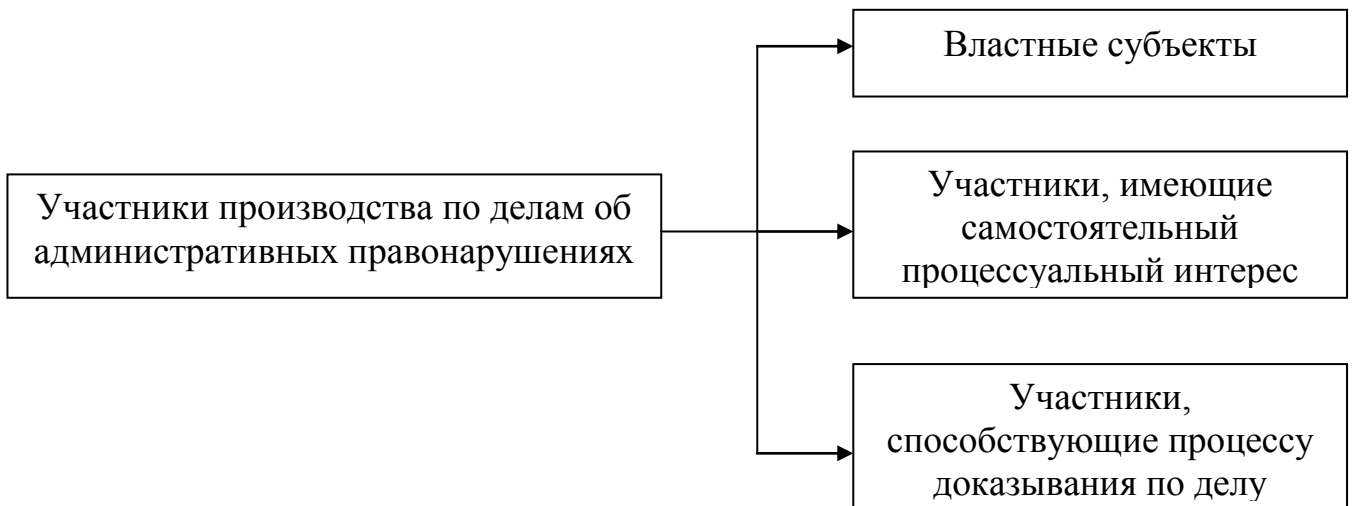 Властные субъекты
Участники производства по делам об
административных правонарушениях
Участники, имеющие
самостоятельный
процессуальный интерес
Участники,
способствующие процессу
доказывания по делу